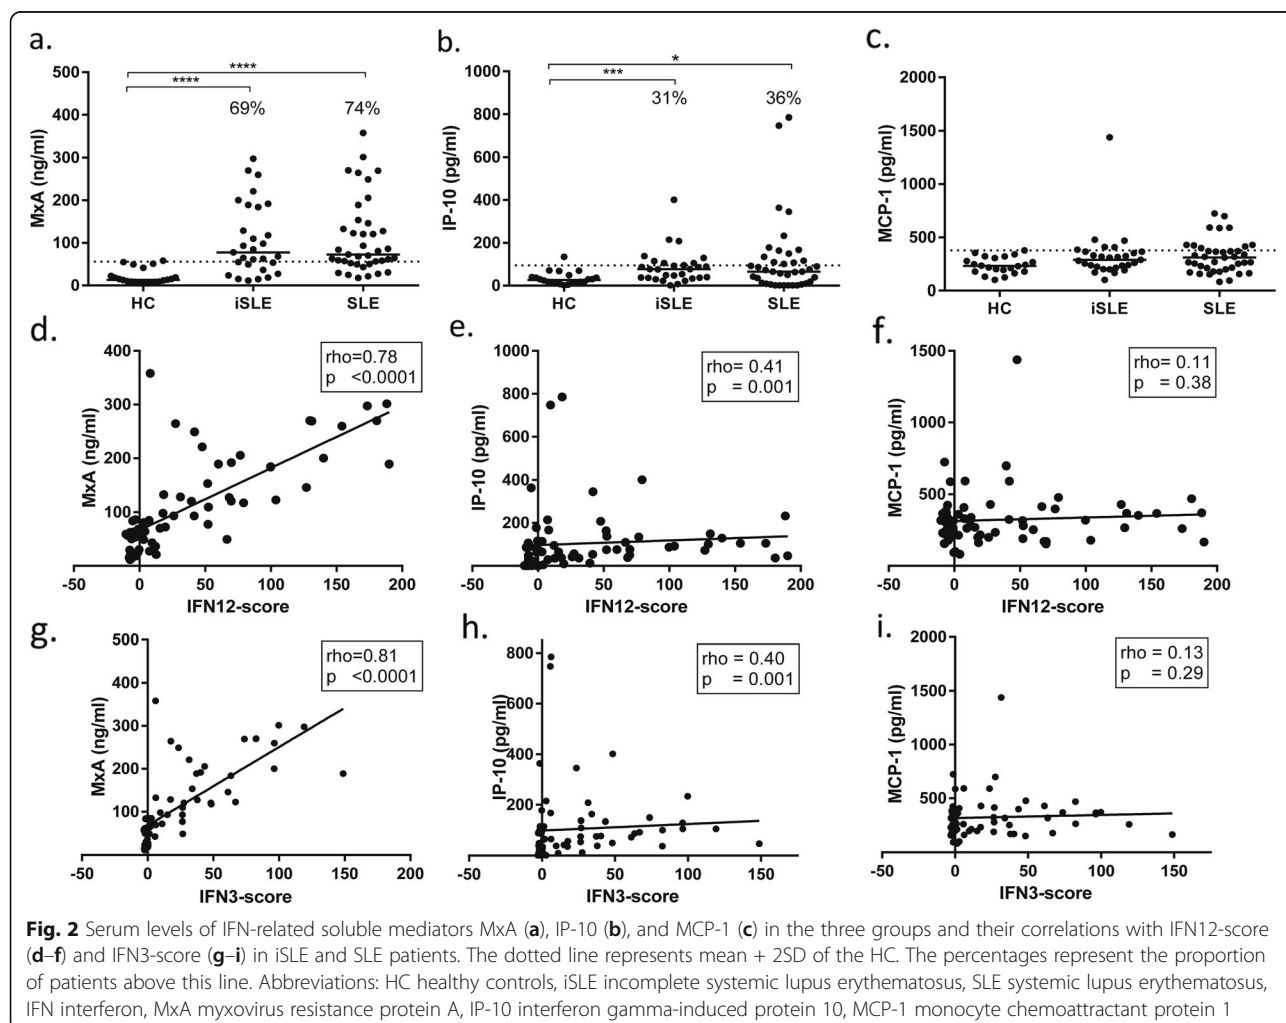 a.
500
400
300
200
100
0
MxA (ng/ml)
****
****
69%
74%
HC
iSLE
SLE
b.
1000
800
600
400
200
0
IP-10 (pg/ml)
*
***
31%
36%
HC
iSLE
SLE
c.
2000
1500
1000
500
0
MCP-1 (pg/ml)
HC
iSLE
SLE
d.
400
300
200
100
0
MxA (ng/ml)
rho=0.78
p <0.0001
-50
0
50
100
150
200
IFN12-score
e.
1000
800
600
400
200
0
IP-10 (pg/ml)
rho= 0.41
p = 0.001
-50
0
50
100
150
200
IFN12-score
f.
1500
1000
500
0
MCP-1 (pg/ml)
rho= 0.11
p = 0.38
-50
0
50
100
150
200
IFN12-score
g.
500
400
300
200
100
MxA (ng/ml)
rho=0.81
p <0.0001
-50
0
50
100
150
200
IFN3-score
h.
800
600
400
200
IP-10 (pg/ml)
rho = 0.40
p = 0.001
-50
0
50
100
150
IFN3-score
i.
2000
1500
1000
500
MCP-1 (pg/ml)
rho = 0.13
p = 0.29
-50
0
50
100
150
IFN3-score
Fig. 2 Serum levels of IFN-related soluble mediators MxA (a), IP-10 (b), and MCP-1 (c) in the three groups and their correlations with IFN12-score
(d–f) and IFN3-score (g–i) in iSLE and SLE patients. The dotted line represents mean + 2SD of the HC. The percentages represent the proportion
of patients above this line. Abbreviations: HC healthy controls, iSLE incomplete systemic lupus erythematosus, SLE systemic lupus erythematosus,
IFN interferon, MxA myxovirus resistance protein A, IP-10 interferon gamma-induced protein 10, MCP-1 monocyte chemoattractant protein 1